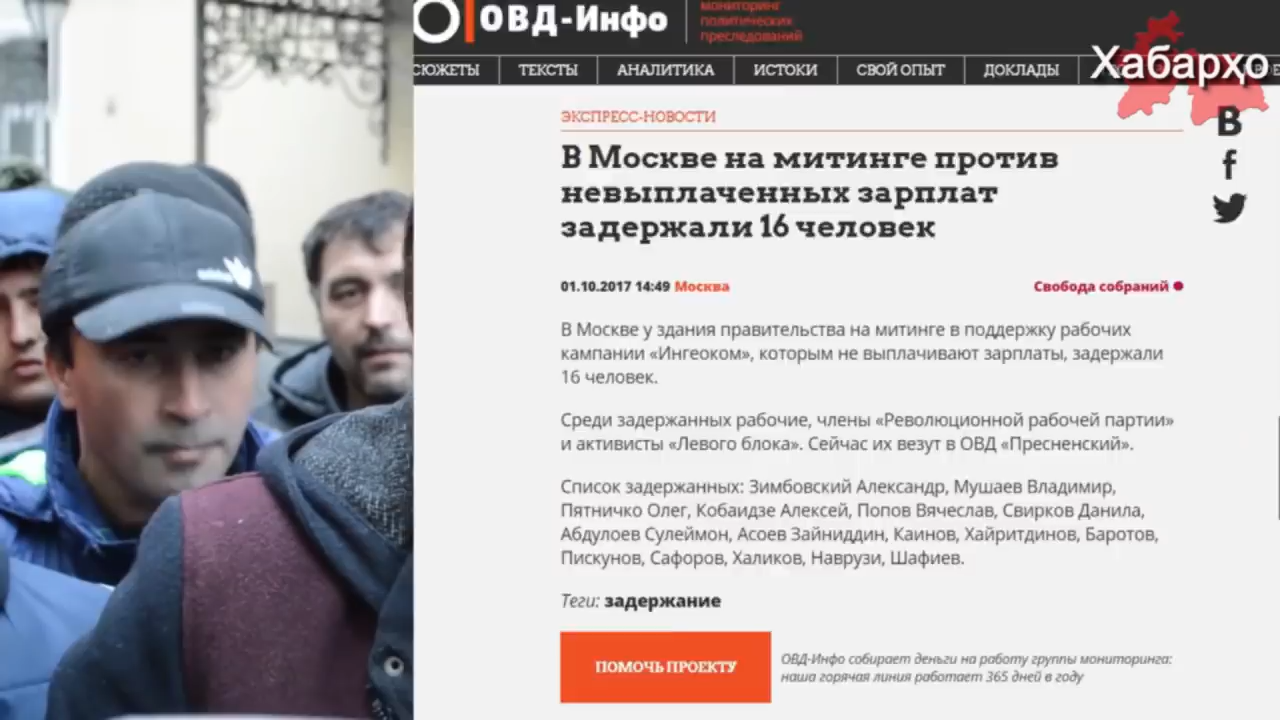 ОВД-Инфо
мониторинг
политических
преследований
СЮЖЕТЫ ТЕКСТЫ АНАЛИТИКА ИСТОКИ СВОЙ ОПЫТ ДОКЛАДЫ
Хабарҳо
ЭКСПРЕСС-НОВОСТИ
В Москве на митинге против
невыплаченных зарплат
задержали 16 человек
01.10.2017 14:49 Москва
Свобода собраний
В Москве у здания правительства на митинге в поддержку рабочих
кампании «Ингеоком», которым не выплачивают зарплаты, задержали
16 человек.
Среди задержанных рабочие, члены «Революционной рабочей партии»
и активисты «Левого блока». Сейчас их везут в ОВД «Пресненский».
Список задержанных: Зимбовский Александр, Мушаев Владимир,
Пятничко Олег, Кобаидзе Алексей, Попов Вячеслав, Свирков Данила,
Абдулоев Сулеймон, Асоев Зайниддин, Каинов, Хайритдинов, Баротов,
Пискунов, Сафоров, Халиков, Наврузи, Шафиев.
Теги: задержание
ПОМОЧЬ ПРОЕКТУ
ОВД-Инфо собирает деньги на работу группы мониторинга:
наша горячая линия работает 365 дней в году